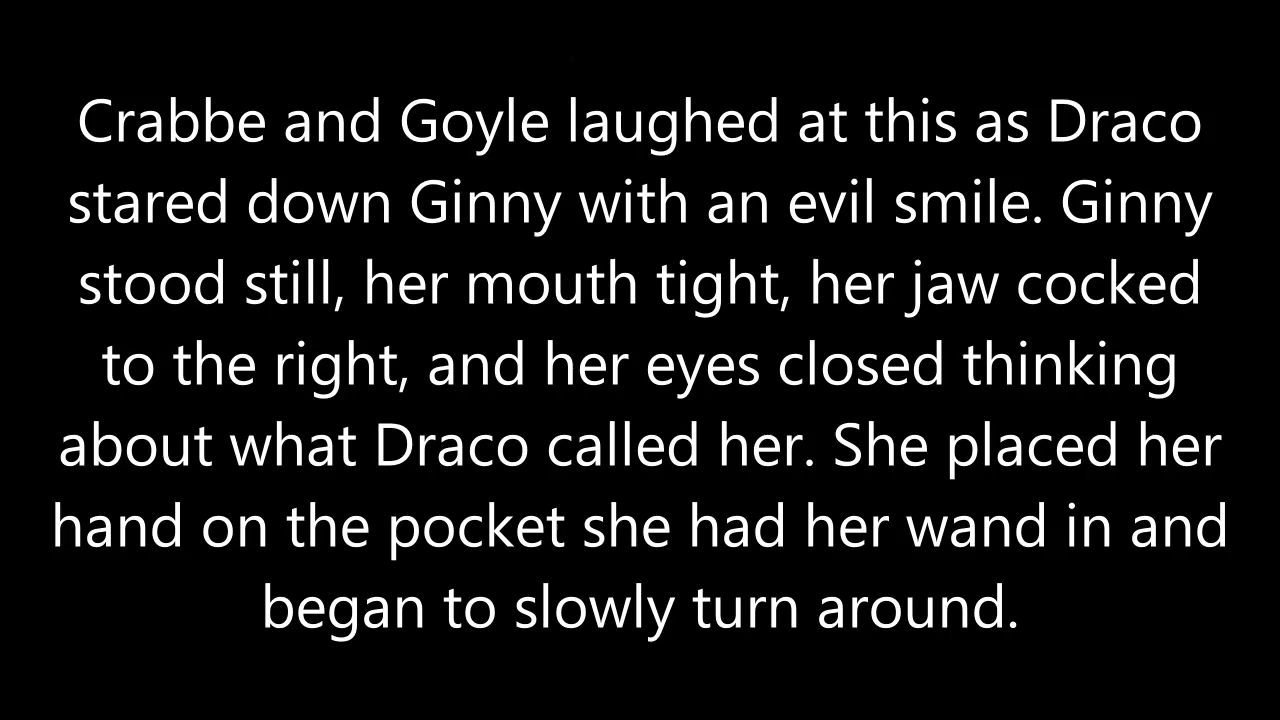 Crabbe and Goyle laughed at this as Draco
stared down Ginny with an evil smile. Ginny
stood still, her mouth tight, her jaw cocked
to the right, and her eyes closed thinking
about what Draco called her. She placed her
hand on the pocket she had her wand in and
began to slowly turn around.